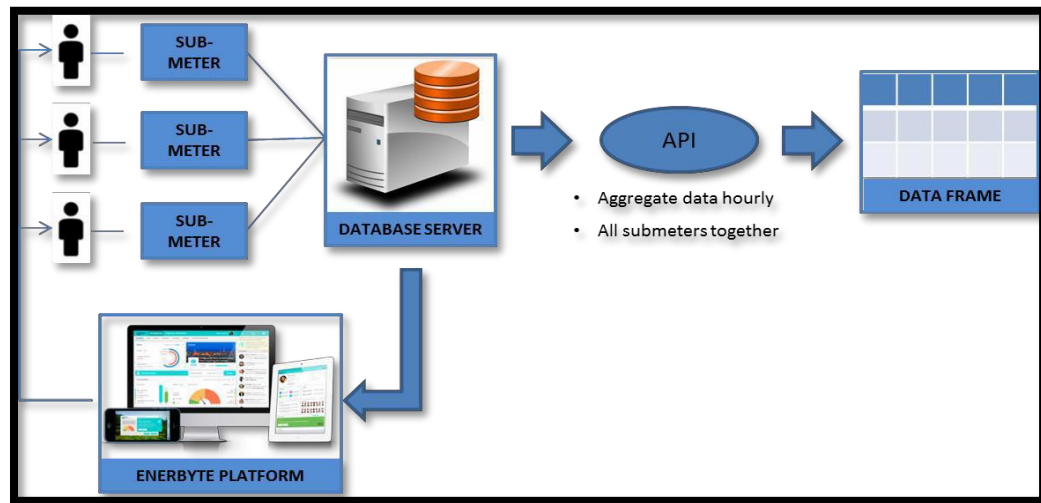 SUB-
METER
SUB-
METER
SUB-
METER
DATABASE SERVER
API
• Aggregate data hourly
• All submeters together
DATA FRAME
ENERBYTE PLATFORM